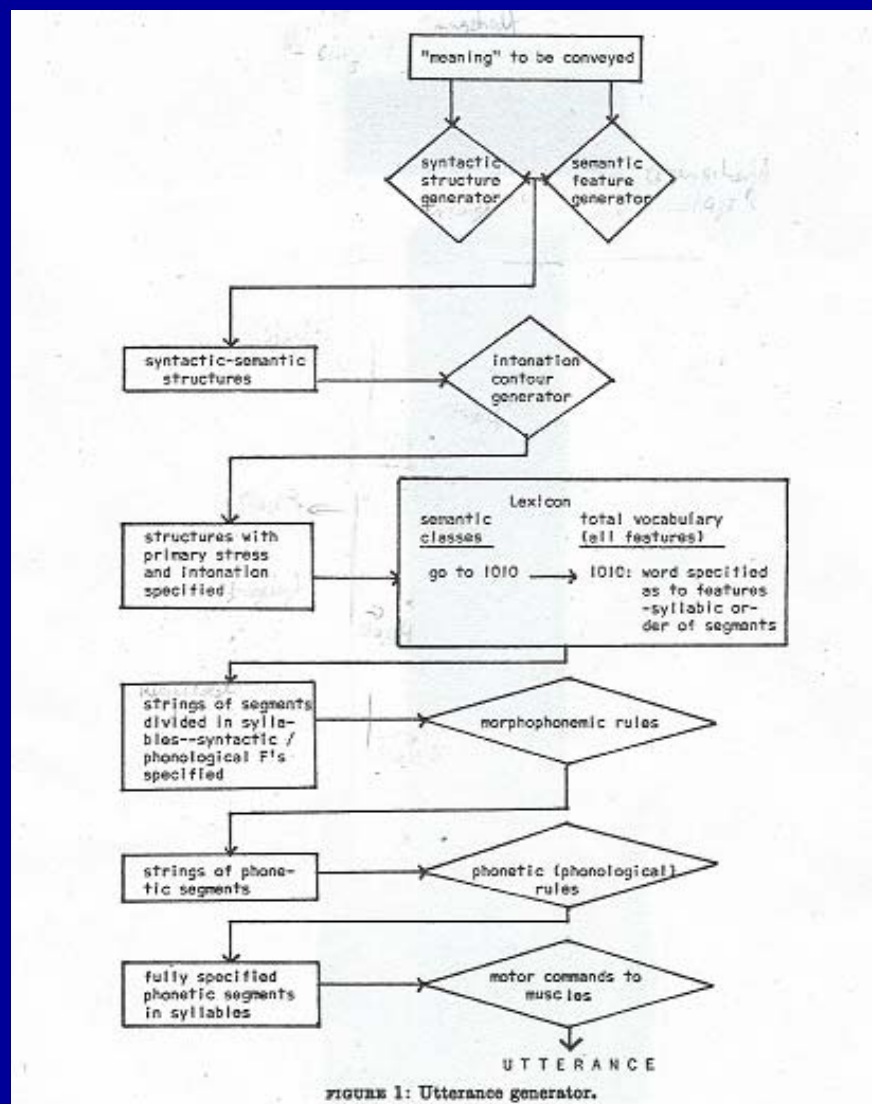 "meaning" to be conveyed
syntactic
structure
generator
semantic
feature
generator
syntactic-semantic
structures
intonation
contour
generator
structures with
primary stress
and intonation
specified
Lexicon
semantic
classes
total vocabulary
(all features)
go to 1010
1010: word specified
as to features
-syllabic or-
der of segments
strings of segments
divided in sylla-
bles--syntactic /
phonological F's
specified
morphophonemic rules
strings of phone-
tic segments
phonetic (phonological)
rules
fully specified
phonetic segments
in syllables
motor commands to
muscles
UTTERANCE
FIGURE 1: Utterance generator.